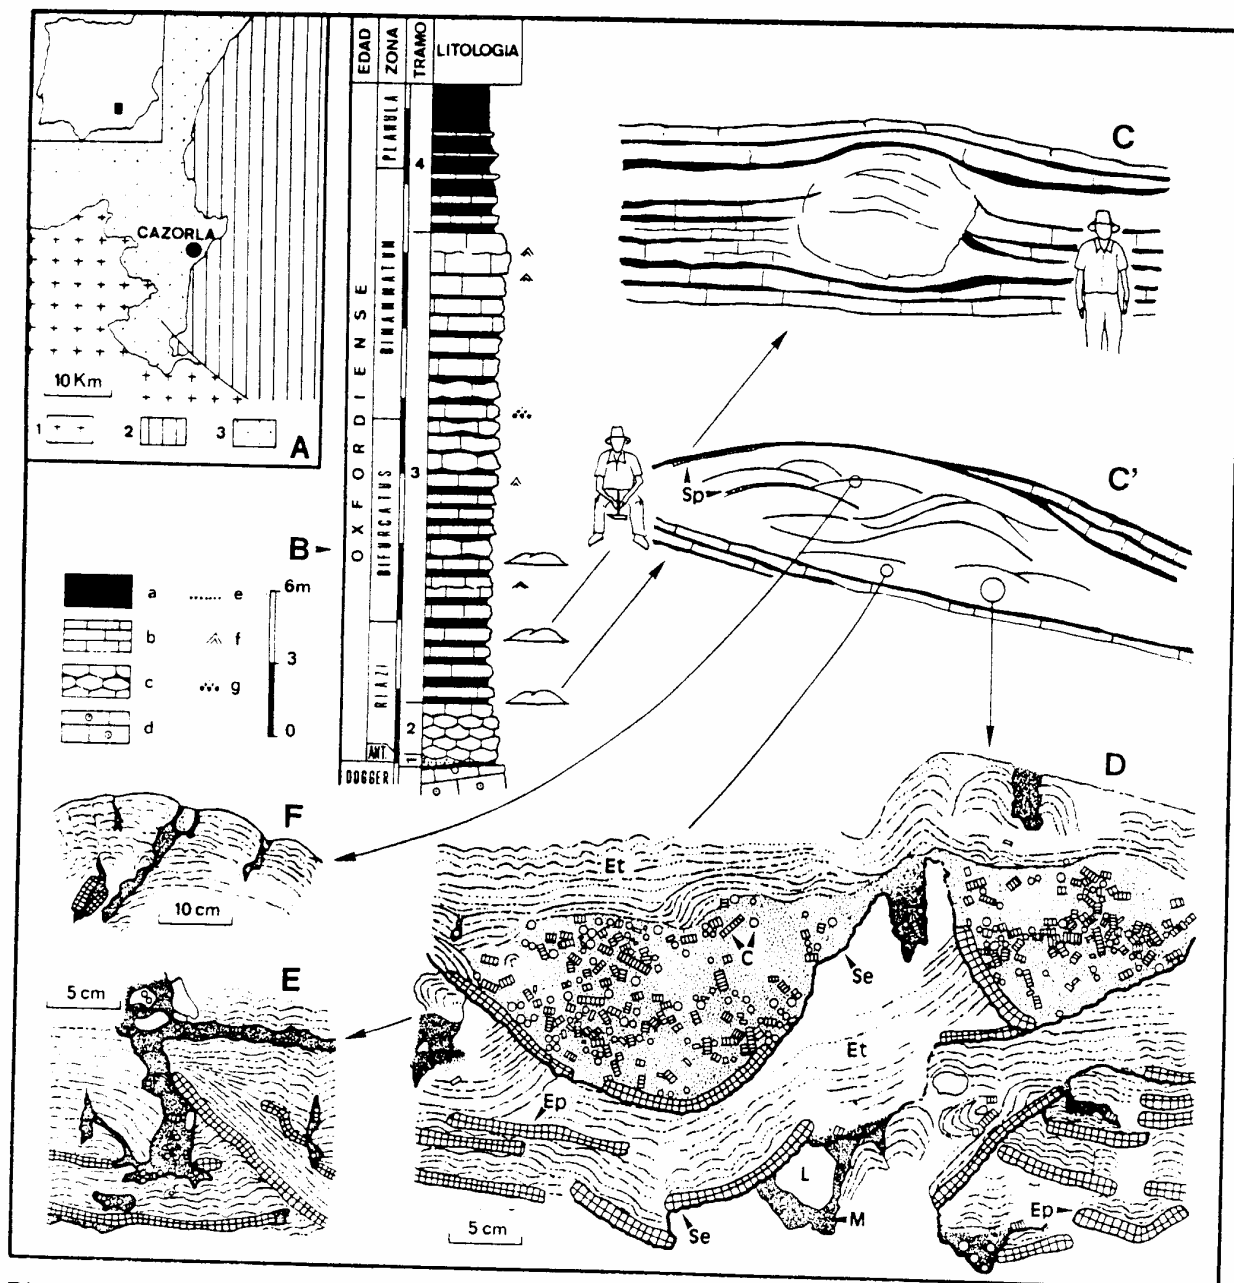 CAZORLA
10 Km
1
2
3
A
EDAD
ZONA
TRAMO
LITOLOGIA
OXFORDIENSE
PLANULA
BIMAMMATUM
BIFURCATUS
RIAZI
ANT.
DOGGER
4
3
2
1
B
a
b
c
d
e
f
g
6m
3
0
C
Sp
C'
D
Et
C
Se
Et
Ep
L
M
Se
Ep
5 cm
F
10 cm
5 cm
E